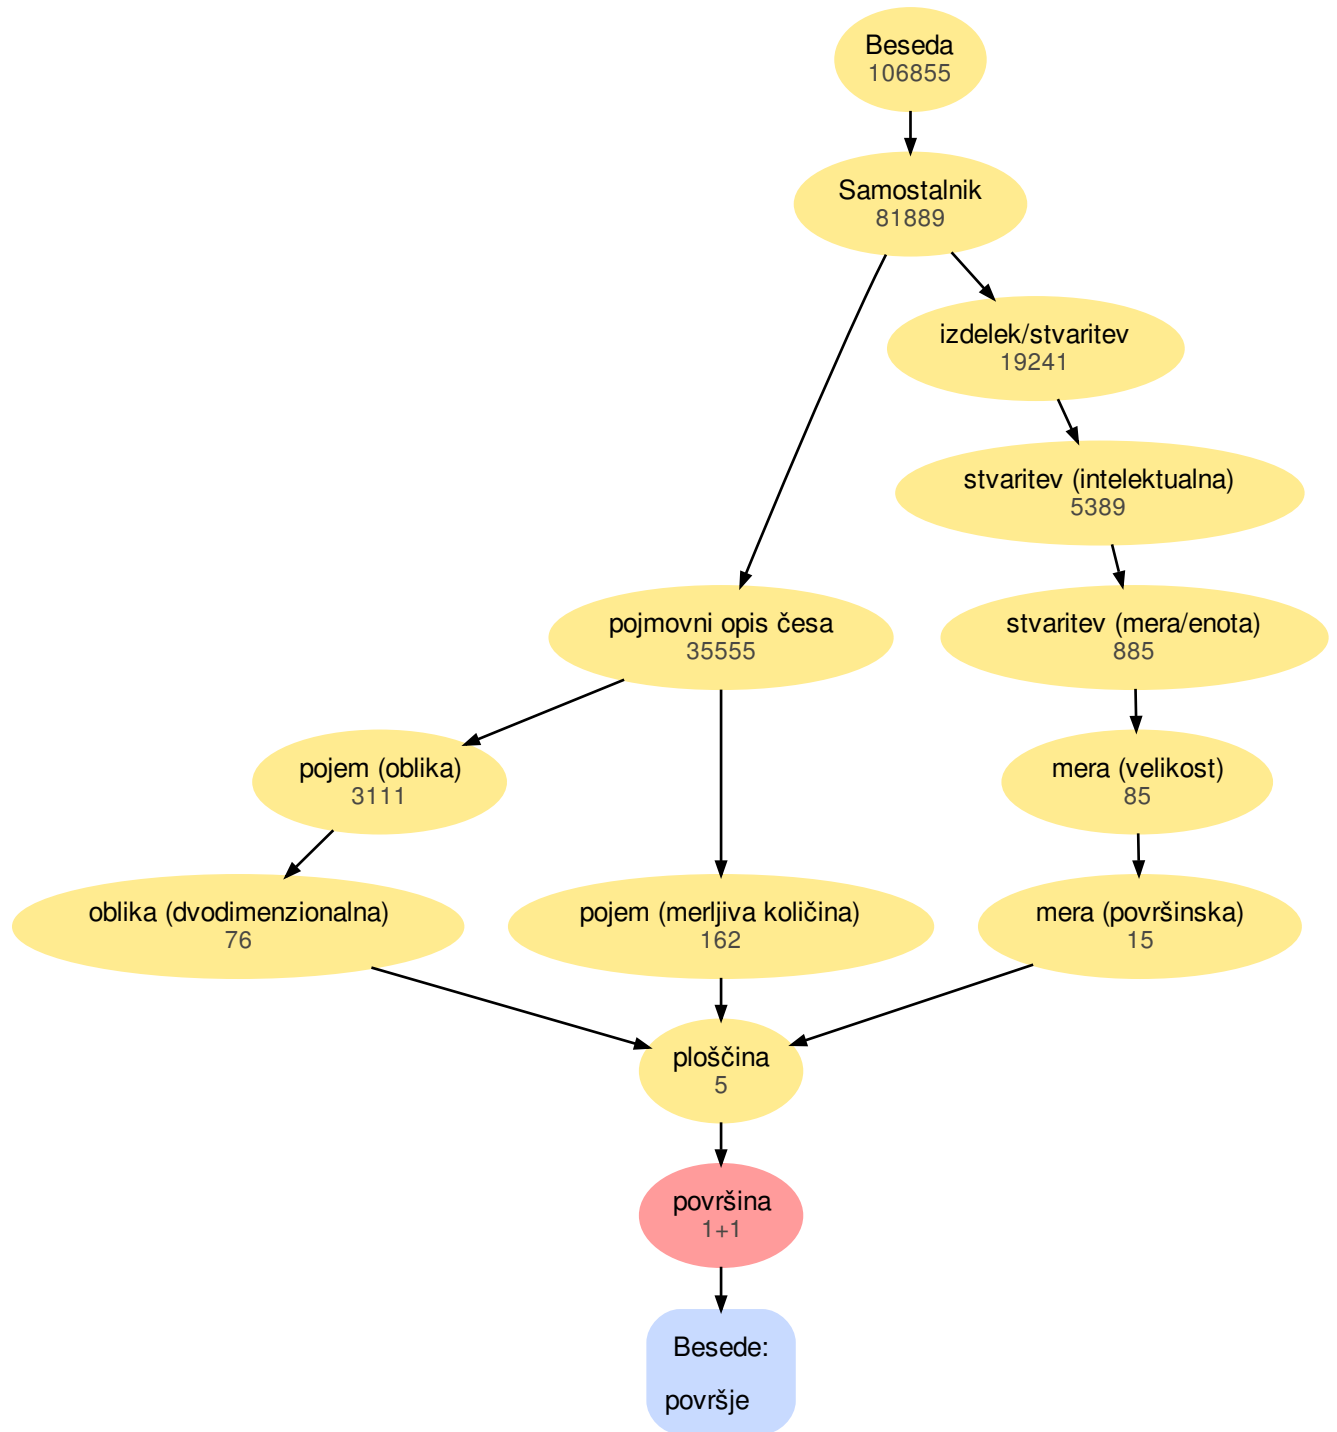 Beseda
106855
Samostalnik
81889
izdelek/stvaritev
19241
stvaritev (intelektualna)
5389
pojmovni opis česa
35555
stvaritev (mera/enota)
885
pojem (oblika)
3111
mera (velikost)
85
oblika (dvodimenzionalna)
76
pojem (merljiva količina)
162
mera (površinska)
15
ploščina
5
površina
1+1
Besede:
površje